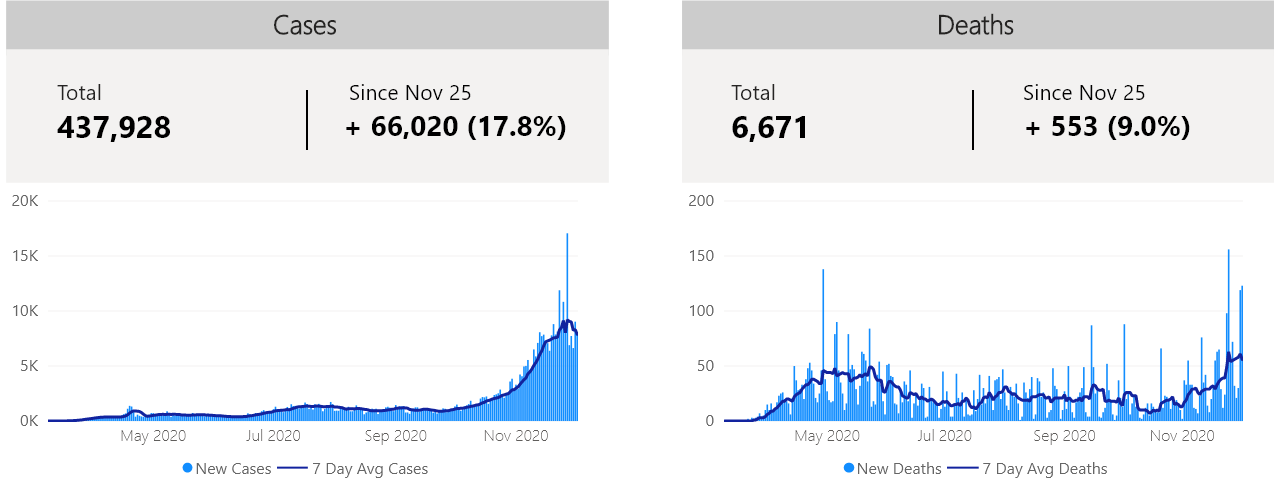 Cases
Total
437,928
Since Nov 25
+ 66,020 (17.8%)
20K
15K
10K
5K
0K
May 2020 Jul 2020 Sep 2020 Nov 2020
New Cases 7 Day Avg Cases
Deaths
Total
6,671
Since Nov 25
+ 553 (9.0%)
200
150
100
50
0
May 2020 Jul 2020 Sep 2020 Nov 2020
New Deaths 7 Day Avg Deaths